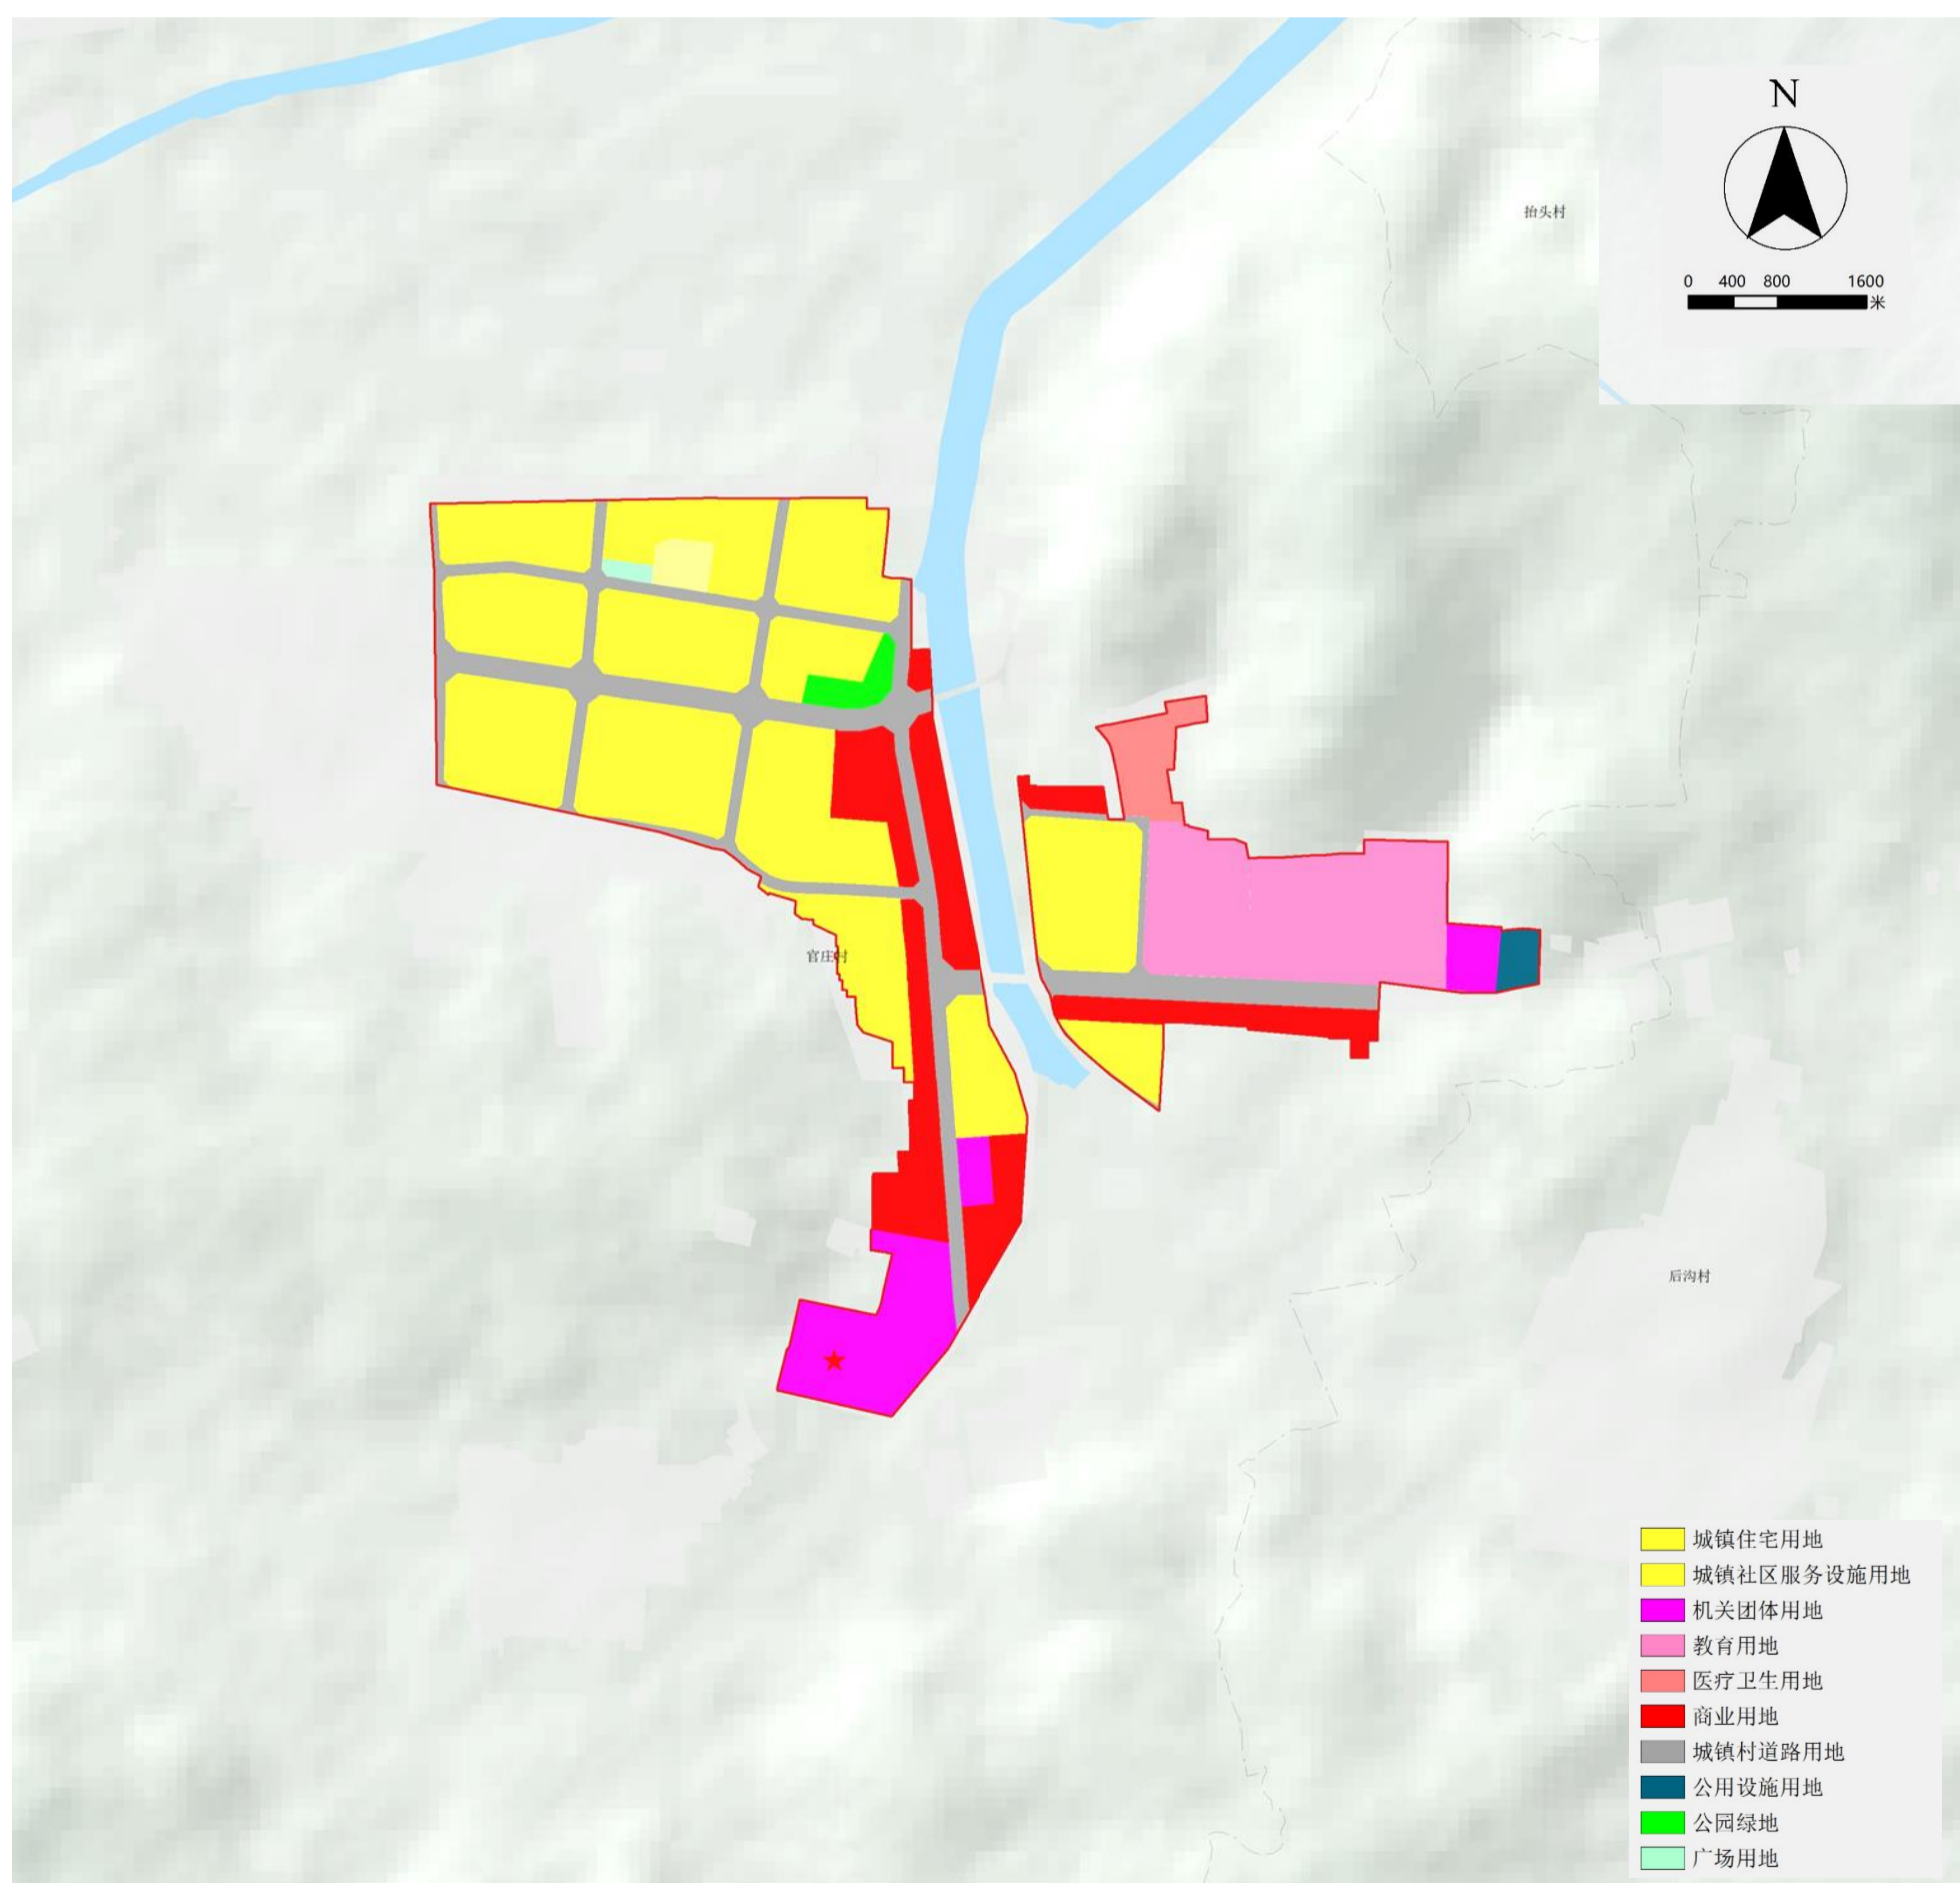 N
抬头村
0 400 800 1600
米
官庄村
后沟村
城镇住宅用地
城镇社区服务设施用地
机关团体用地
教育用地
医疗卫生用地
商业用地
城镇村道路用地
公用设施用地
公园绿地
广场用地